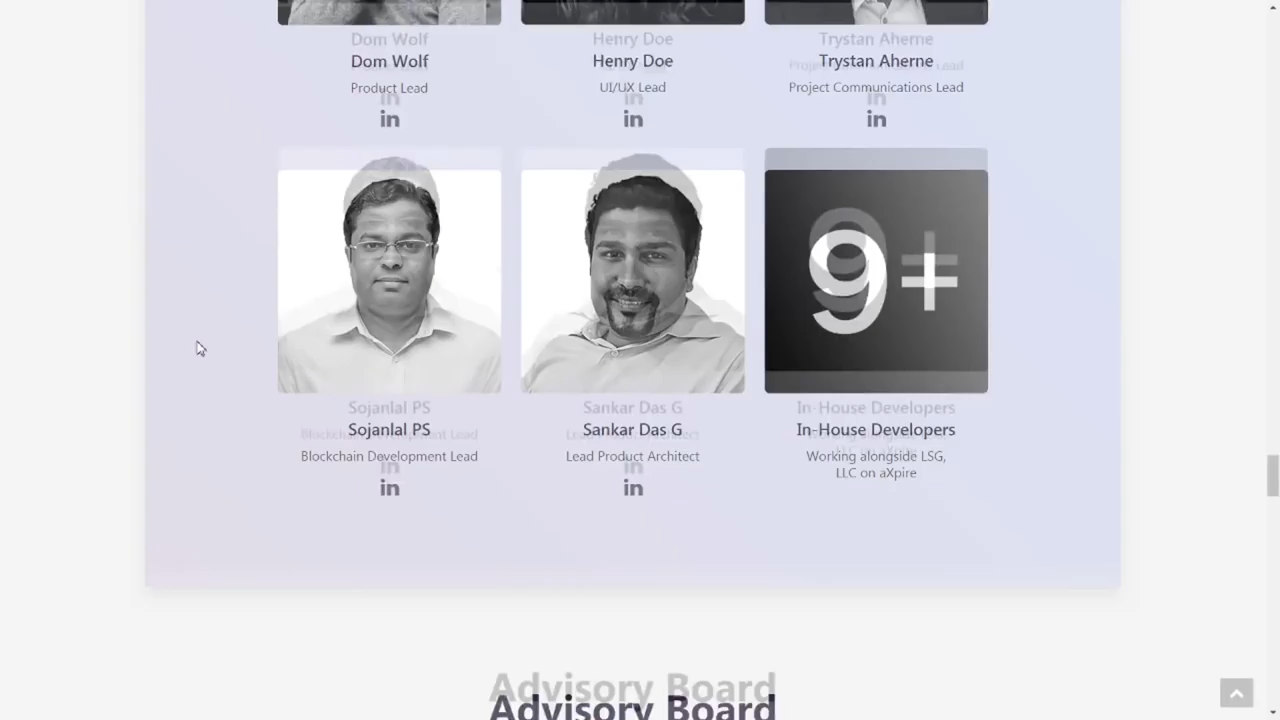 Dom Wolf
Henry Doe
Trystan Aherne
Product Lead
UI/UX Lead
Project Communications Lead
in
in
in
9+
Sojanlal PS
Sankar Das G
In-House Developers
Blockchain Development Lead
Lead Product Architect
Working alongside LSG,
LLC on aXpire
in
in
Advisory Board